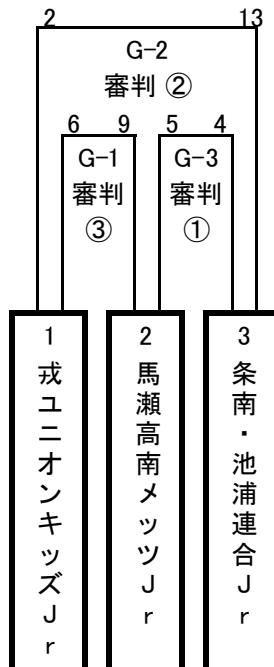 2 13
G-2
審判 ②
6 9 5 4
G-1 G-3
審判 審判
③ ①
1 2 3
戎ユニオンキッズJr
馬瀬高南メッツJr
条南・池浦連合Jr